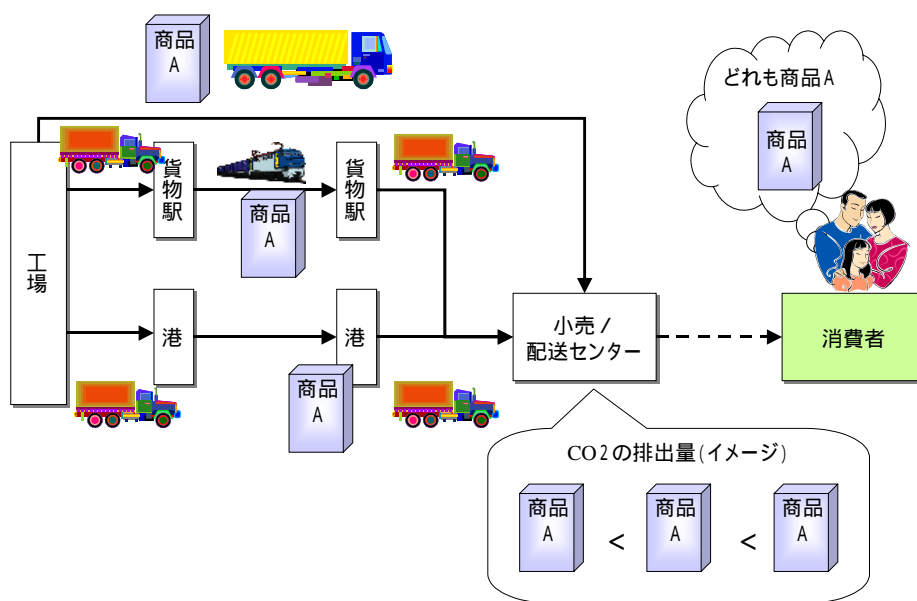 商品
A
どれも商品A
商品
A
工場
貨物駅
商品
A
貨物駅
港
港
商品
A
小売 /
配送センター
消費者
CO2の排出量(イメージ)
商品
A
<
商品
A
<
商品
A